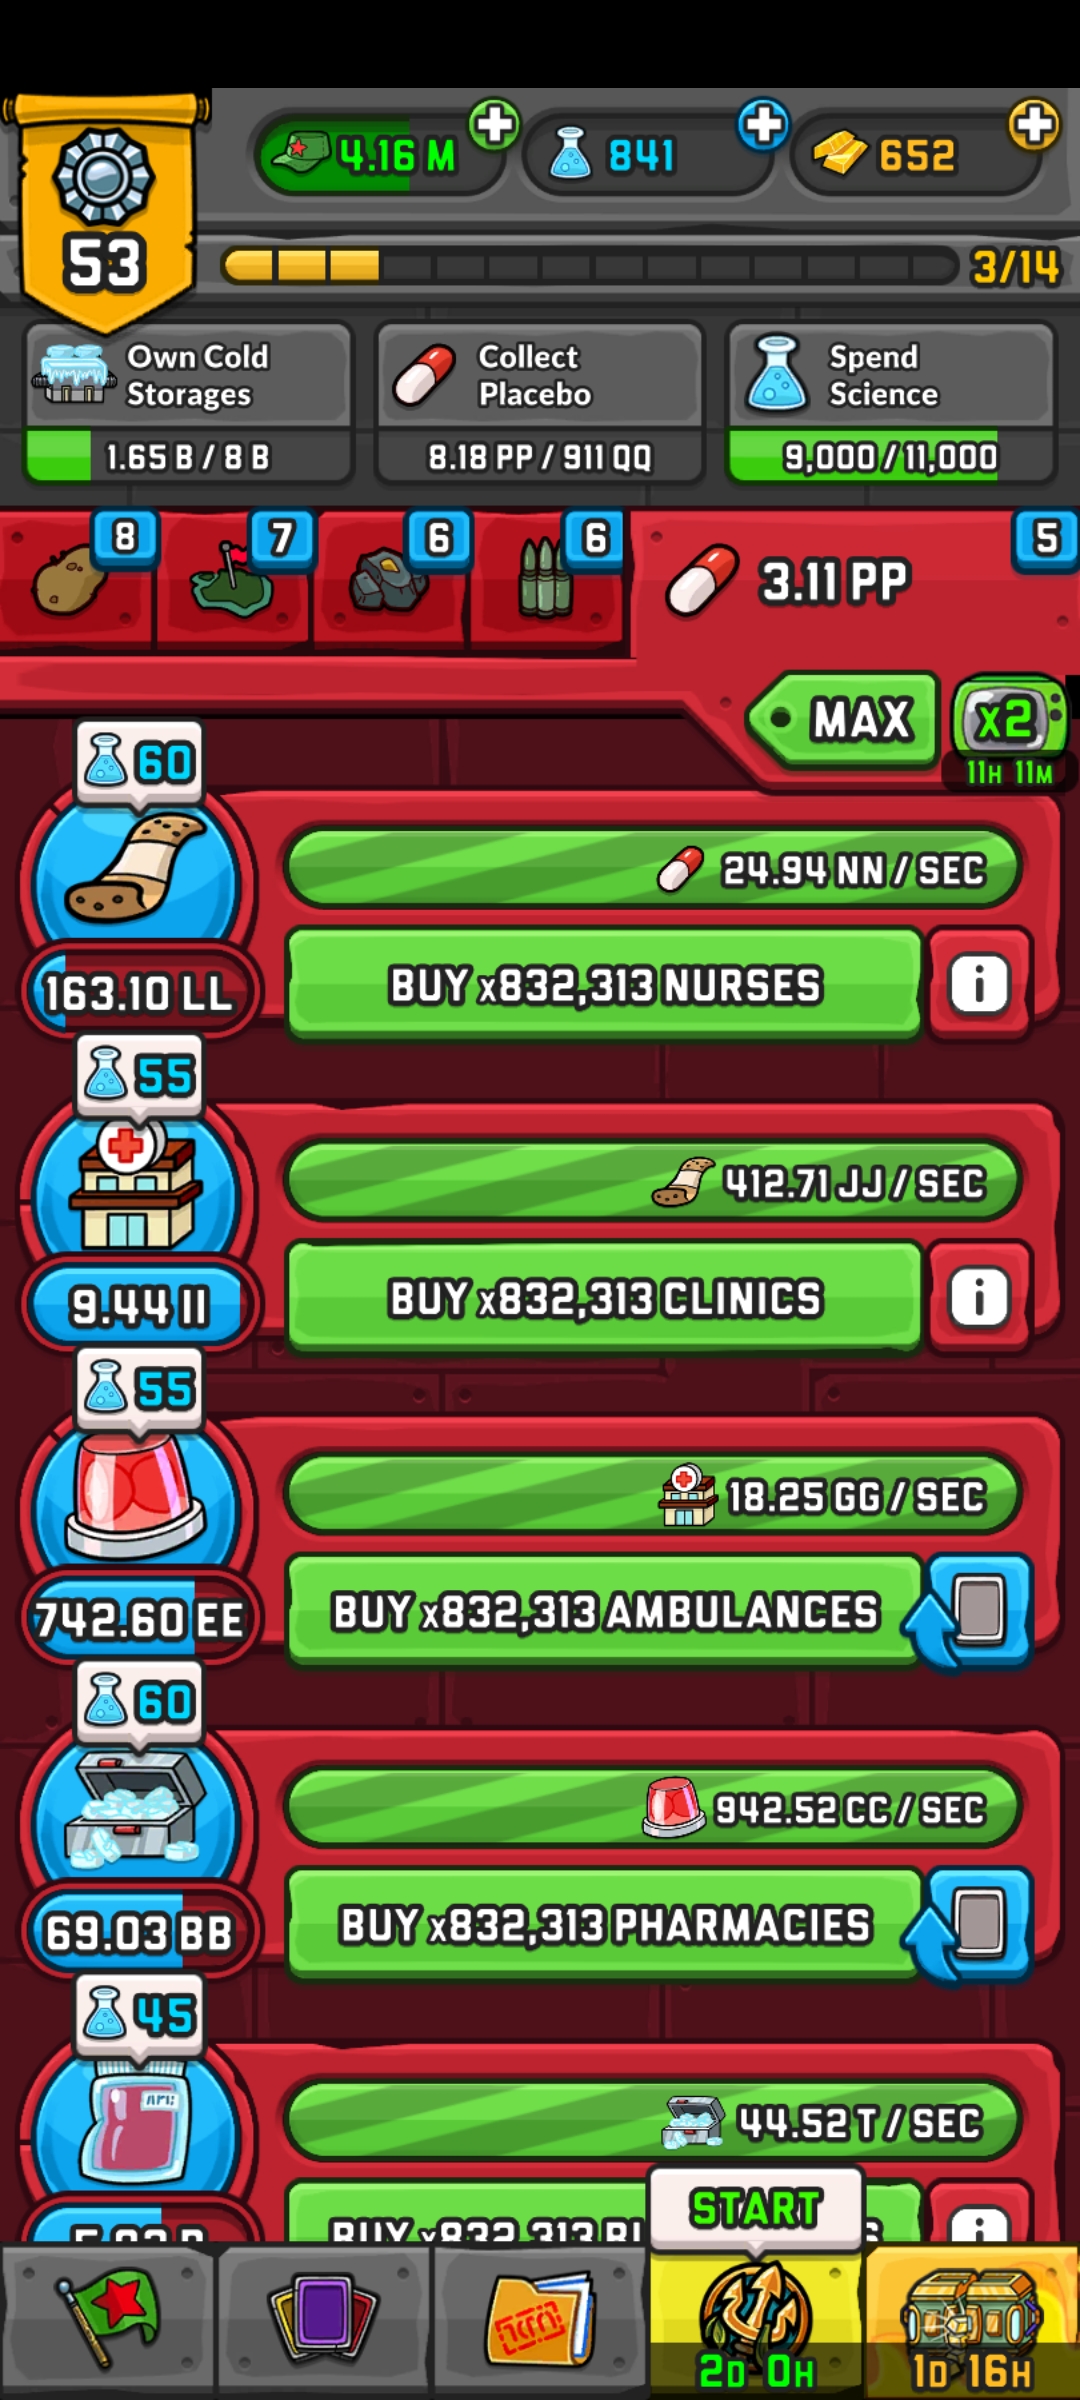 53
4.16 M
841
652
3/14
Own Cold
Storages
1.65 B / 8 B
Collect
Placebo
8.18 PP / 911 QQ
Spend
Science
9,000 / 11,000
8
7
6
6
3.11 PP
5
MAX
x2
11H 11M
60
24.94 NN / SEC
163.10 LL
BUY x832,313 NURSES
i
55
412.71 JJ / SEC
9.44 II
BUY x832,313 CLINICS
i
55
18.25 GG / SEC
742.60 EE
BUY x832,313 AMBULANCES
60
942.52 CC / SEC
69.03 BB
BUY x832,313 PHARMACIES
45
44.52 T / SEC
BUY x832,313
i
START
2D 0H
1D 16H